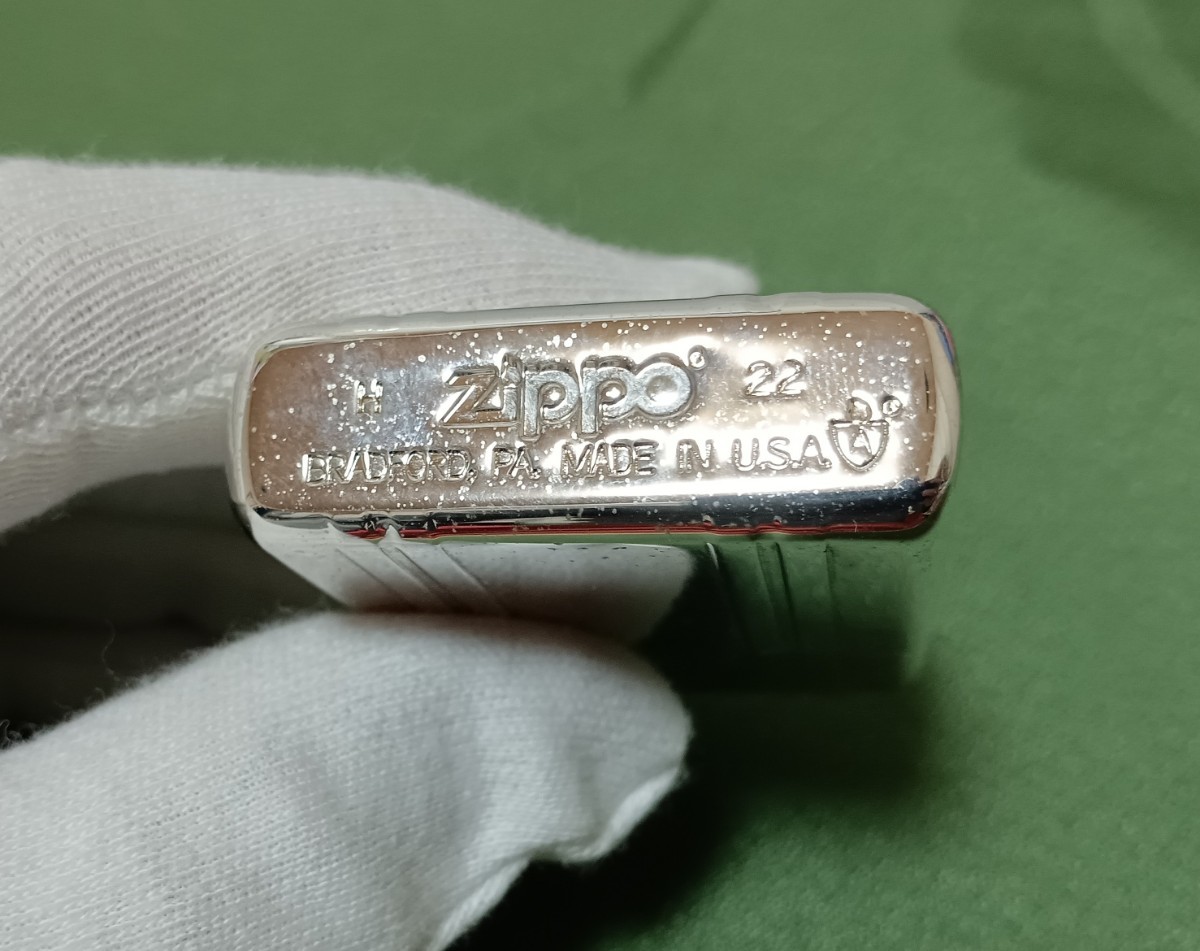 H Zippo® 22
BRADFORD, PA. MADE IN U.S.A. A ®